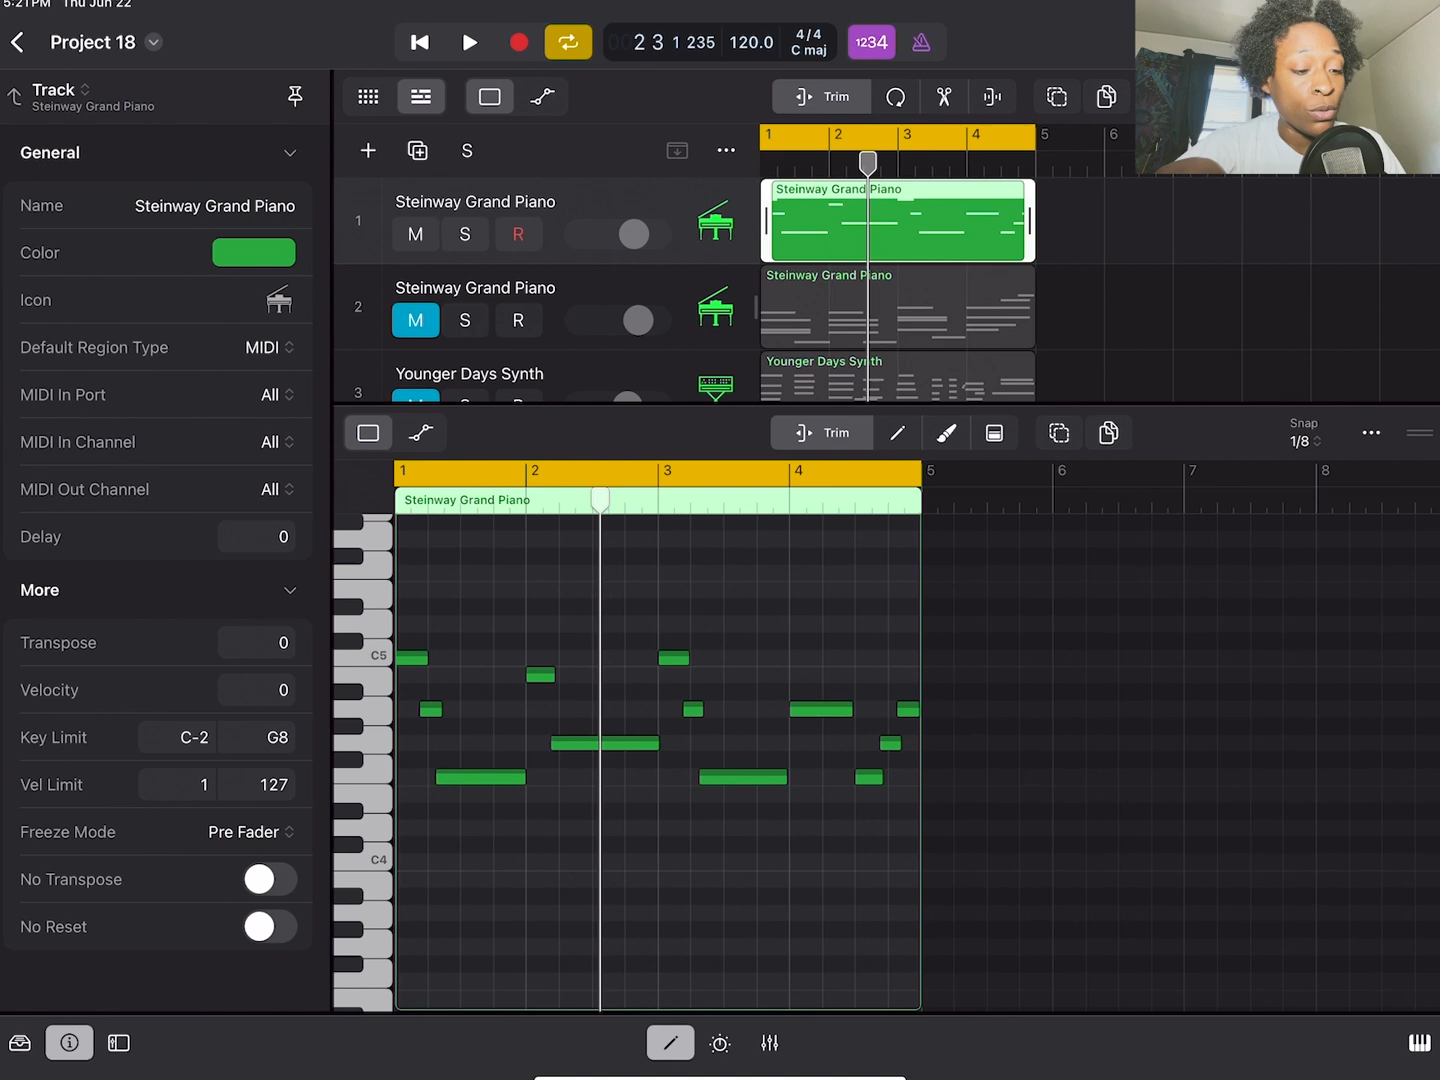 5:21PM Thu Jun 22
Project 18
2 3 1 235 120.0 4/4
C maj
1234
Track
Steinway Grand Piano
Trim
General
S
1 2 3 4 5 6
Name Steinway Grand Piano
Color
Icon
Default Region Type MIDI
MIDI In Port All
MIDI In Channel All
MIDI Out Channel All
Delay 0
More
Transpose 0
Velocity 0
Key Limit C-2 G8
Vel Limit 1 127
Freeze Mode Pre Fader
No Transpose
No Reset
1 Steinway Grand Piano
M S R
Steinway Grand Piano
2 Steinway Grand Piano
M S R
Steinway Grand Piano
3 Younger Days Synth
Younger Days Synth
Trim
Snap
1/8
1 2 3 4 5 6 7 8
Steinway Grand Piano
C5
C4